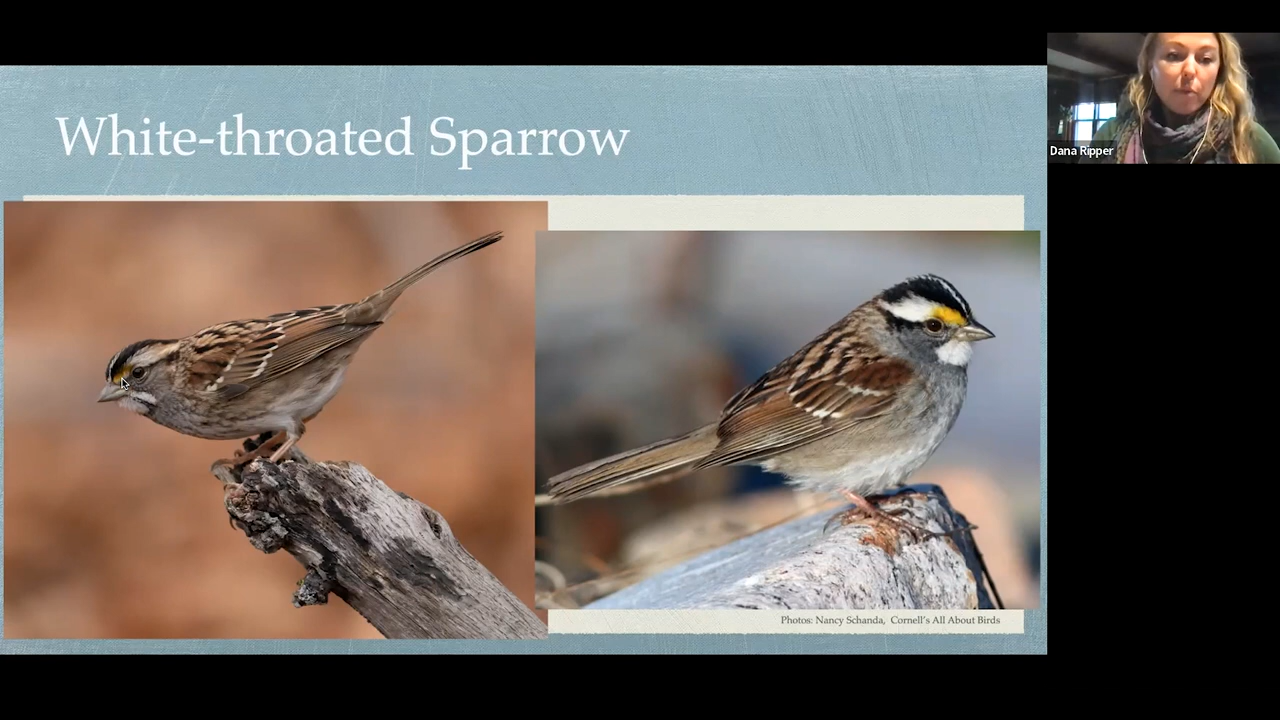 White-throated Sparrow
Dana Ripper
Photos: Nancy Schanda, Cornell's All About Birds